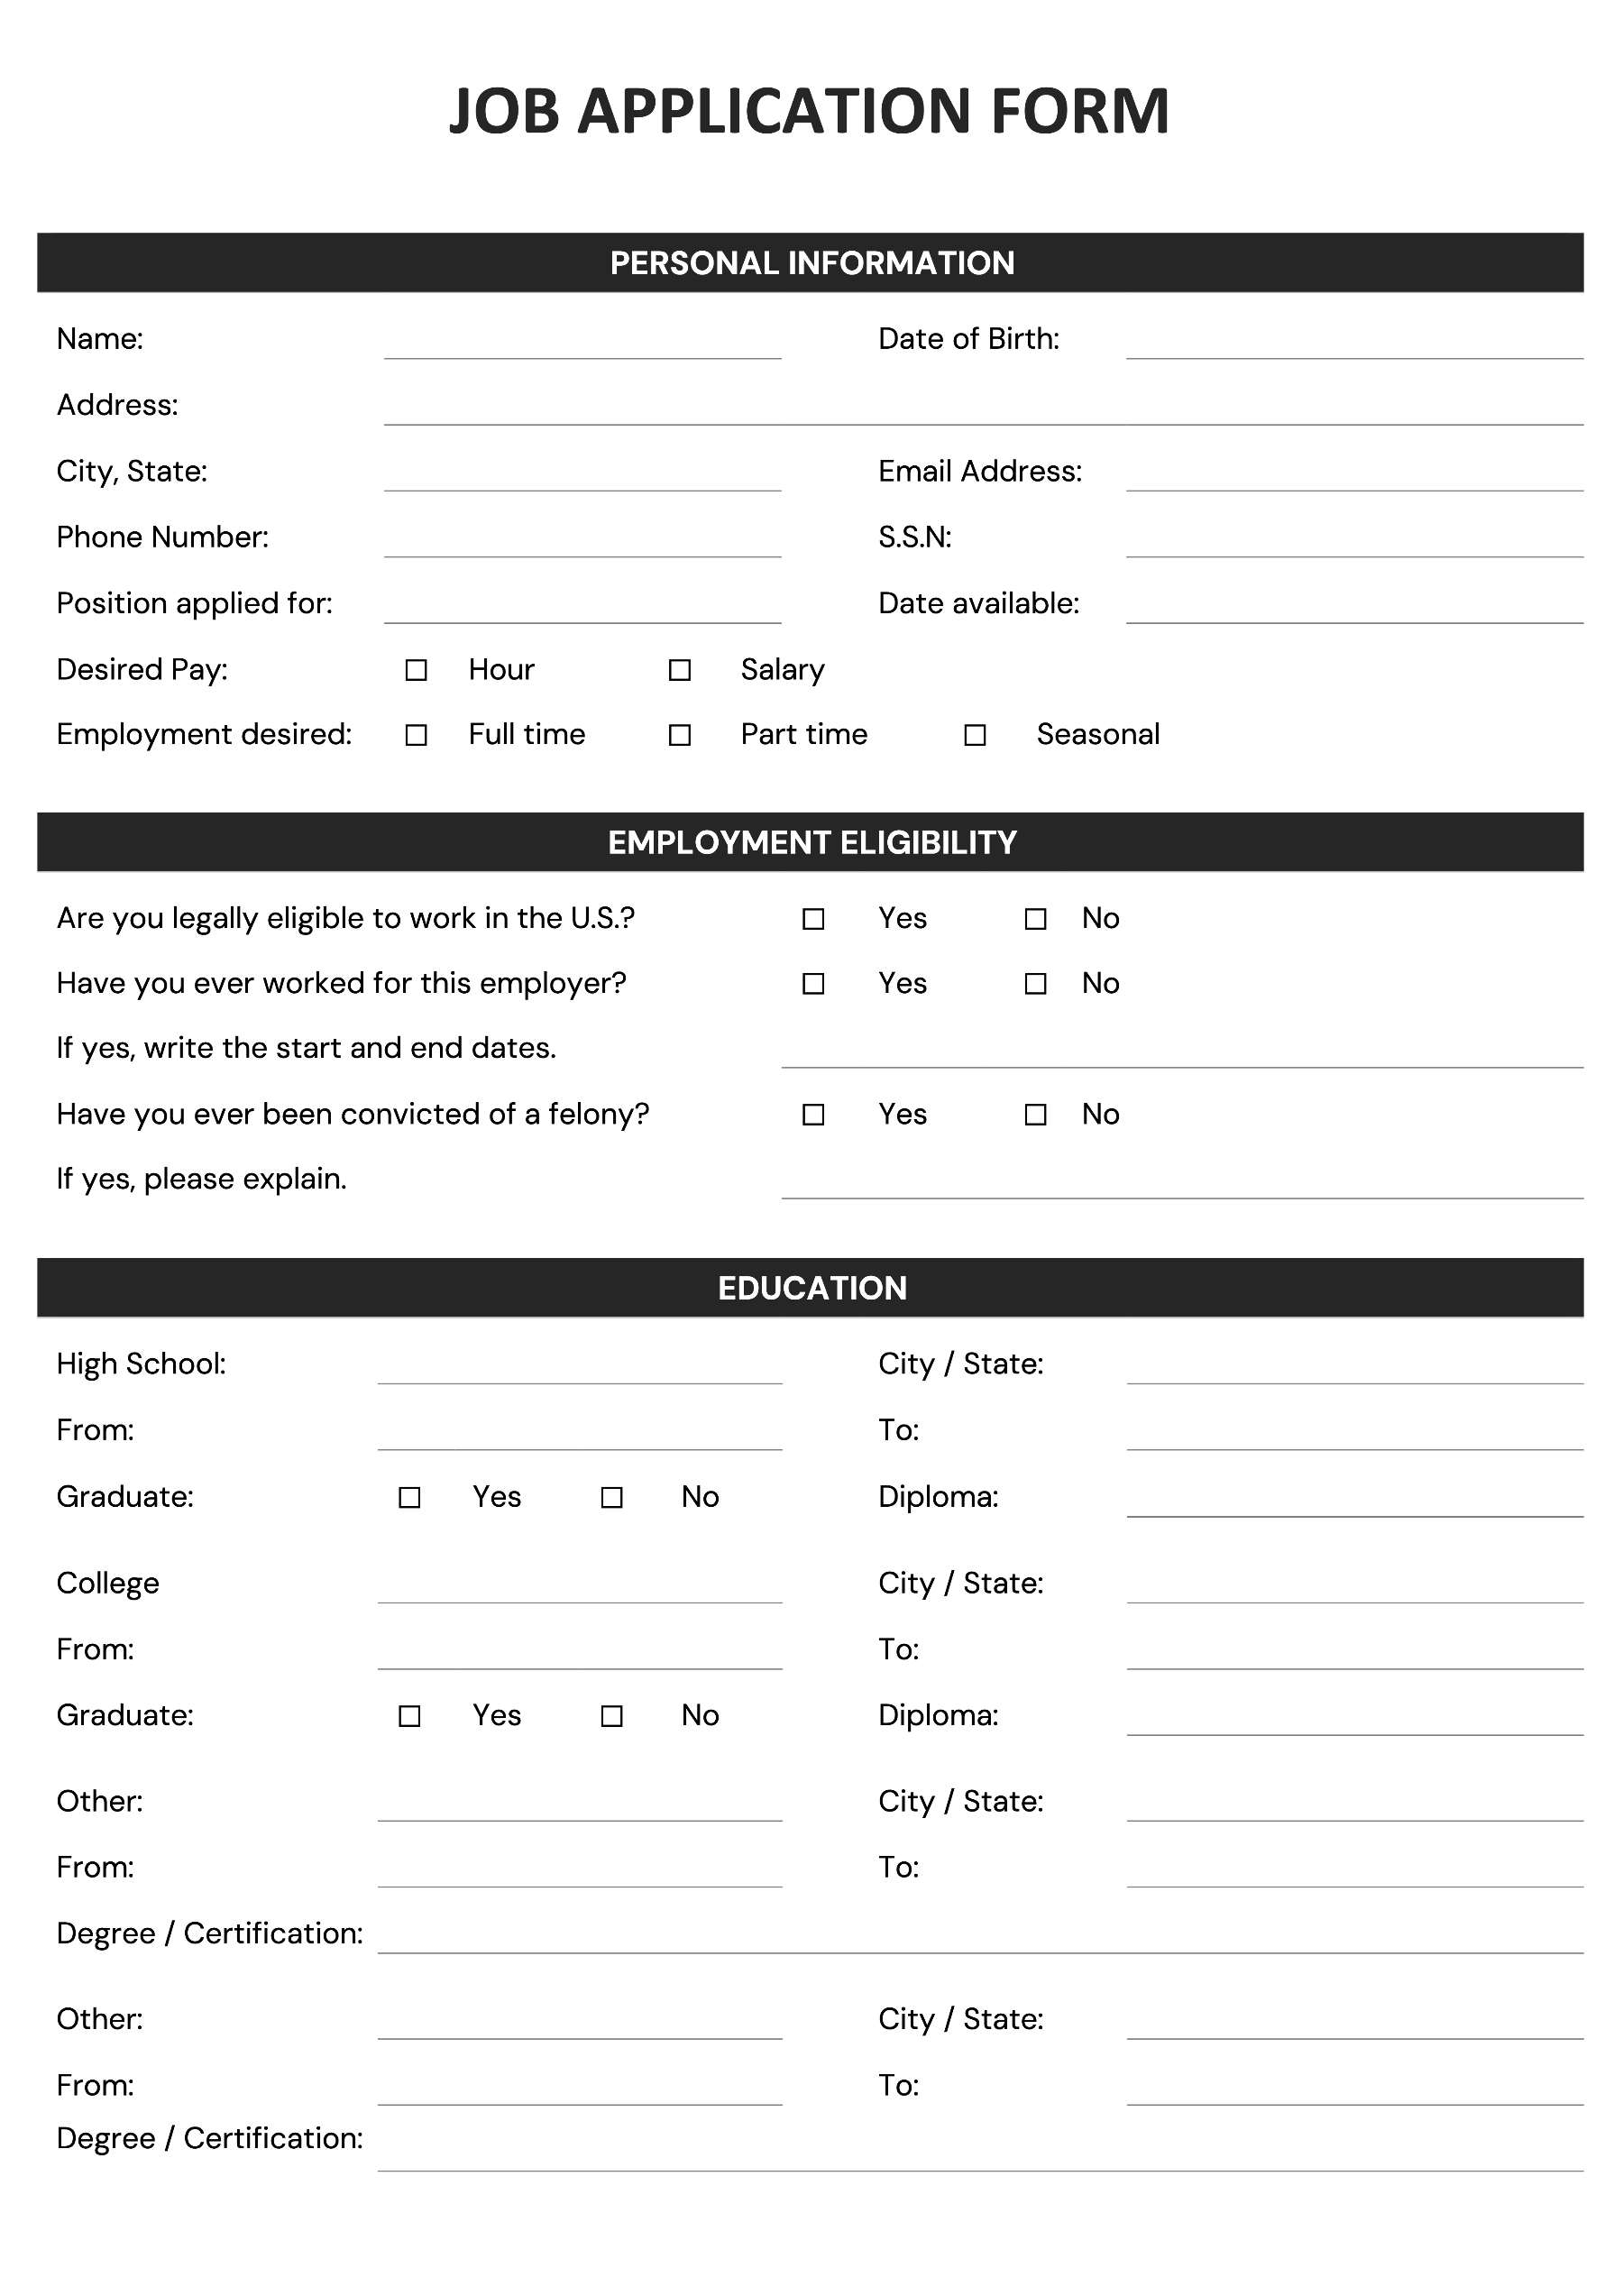 JOB APPLICATION FORM
PERSONAL INFORMATION
Name: Date of Birth:
Address:
City, State: Email Address:
Phone Number: S.S.N:
Position applied for: Date available:
Desired Pay: ☐ Hour ☐ Salary
Employment desired: ☐ Full time ☐ Part time ☐ Seasonal
EMPLOYMENT ELIGIBILITY
Are you legally eligible to work in the U.S.? ☐ Yes ☐ No
Have you ever worked for this employer? ☐ Yes ☐ No
If yes, write the start and end dates.
Have you ever been convicted of a felony? ☐ Yes ☐ No
If yes, please explain.
EDUCATION
High School: City / State:
From: To:
Graduate: ☐ Yes ☐ No Diploma:
College City / State:
From: To:
Graduate: ☐ Yes ☐ No Diploma:
Other: City / State:
From: To:
Degree / Certification:
Other: City / State:
From: To:
Degree / Certification: